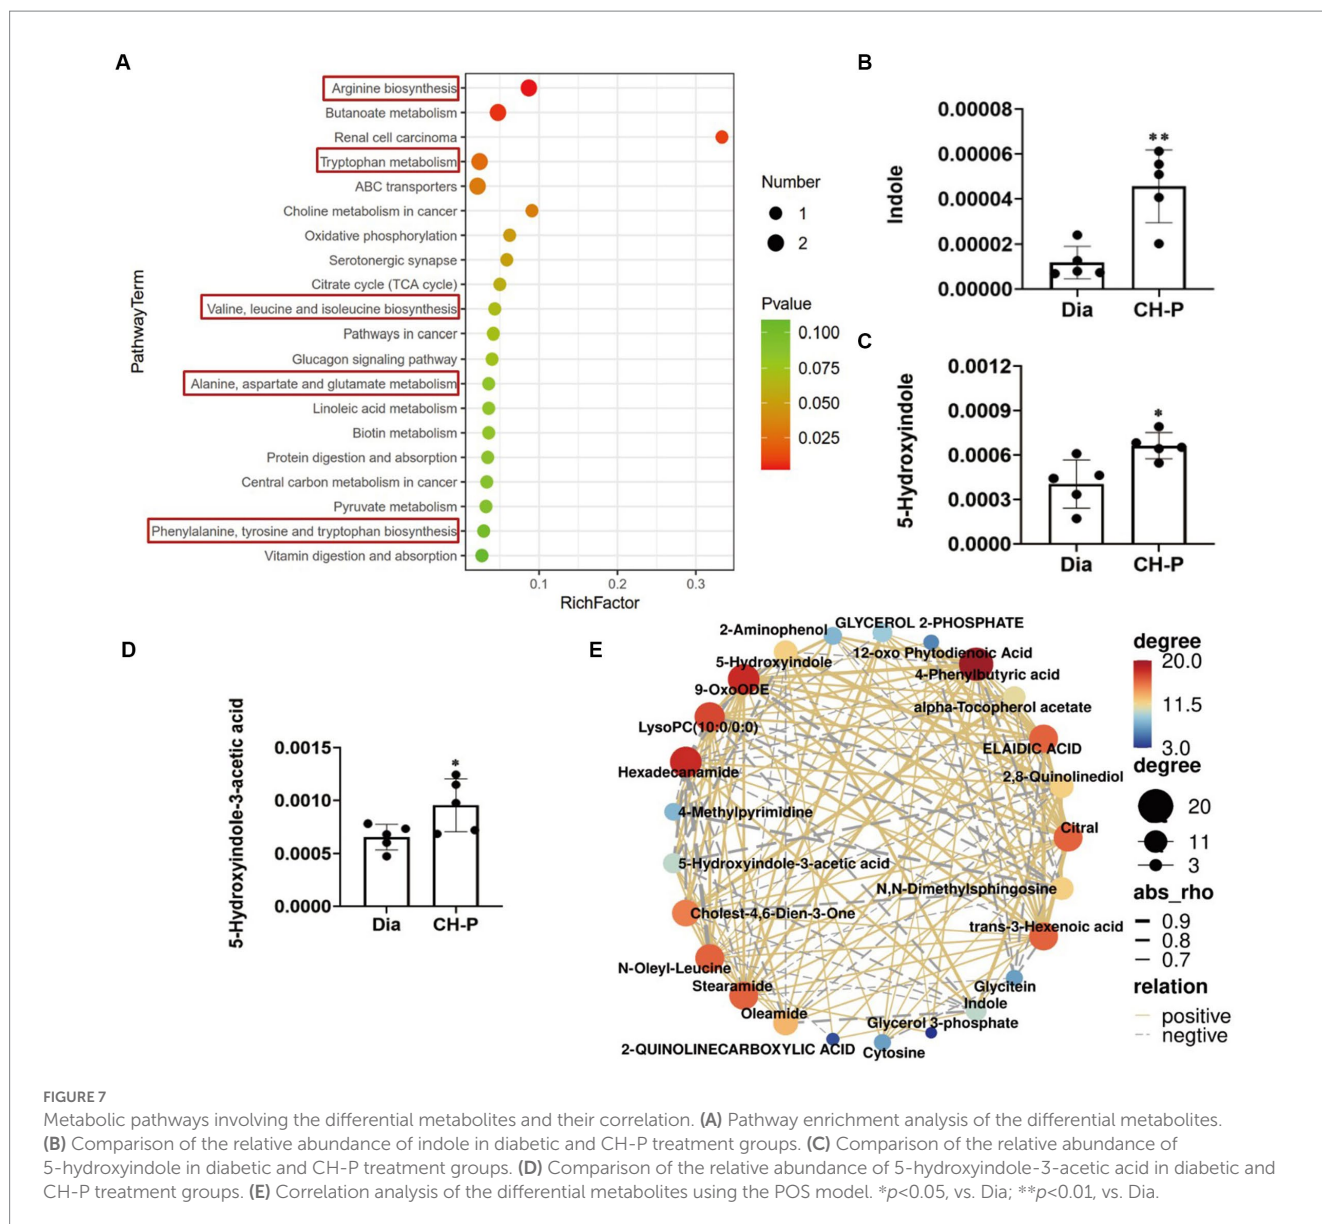 A
Arginine biosynthesis
Butanoate metabolism
Renal cell carcinoma
Tryptophan metabolism
ABC transporters
Choline metabolism in cancer
Oxidative phosphorylation
Serotonergic synapse
Citrate cycle (TCA cycle)
Valine, leucine and isoleucine biosynthesis
Pathways in cancer
Glucagon signaling pathway
Alanine, aspartate and glutamate metabolism
Linoleic acid metabolism
Biotin metabolism
Protein digestion and absorption
Central carbon metabolism in cancer
Pyruvate metabolism
Phenylalanine, tyrosine and tryptophan biosynthesis
Vitamin digestion and absorption
PathwayTerm
0.1 0.2 0.3
RichFactor
Number
1
2
Pvalue
0.100
0.075
0.050
0.025
B
Indole
0.00008
0.00006
0.00004
0.00002
0.00000
**
Dia CH-P
C
5-Hydroxyindole
0.0012
0.0009
0.0006
0.0003
0.0000
*
Dia CH-P
D
5-Hydroxyindole-3-acetic acid
0.0015
0.0010
0.0005
0.0000
*
Dia CH-P
E
GLYCEROL 2-PHOSPHATE
2-Aminophenol
12-oxo Phytodienoic Acid
5-Hydroxyindole
4-Phenylbutyric acid
9-OxoODE
alpha-Tocopherol acetate
LysoPC(10:0/0:0)
ELAIDIC ACID
Hexadecanamide
2,8-Quinolinediol
4-Methylpyrimidine
Citral
5-Hydroxyindole-3-acetic acid
N,N-Dimethylsphingosine
Cholest-4,6-Dien-3-One
trans-3-Hexenoic acid
N-Oleyl-Leucine
Stearamide
Glycitein
Oleamide
Indole
Glycerol 3-phosphate
2-QUINOLINECARBOXYLIC ACID
Cytosine
degree
20.0
11.5
3.0
degree
20
11
3
abs_rho
0.9
0.8
0.7
relation
positive
negtive
FIGURE 7
Metabolic pathways involving the differential metabolites and their correlation. (A) Pathway enrichment analysis of the differential metabolites.
(B) Comparison of the relative abundance of indole in diabetic and CH-P treatment groups. (C) Comparison of the relative abundance of
5-hydroxyindole in diabetic and CH-P treatment groups. (D) Comparison of the relative abundance of 5-hydroxyindole-3-acetic acid in diabetic and
CH-P treatment groups. (E) Correlation analysis of the differential metabolites using the POS model. *p<0.05, vs. Dia; **p<0.01, vs. Dia.